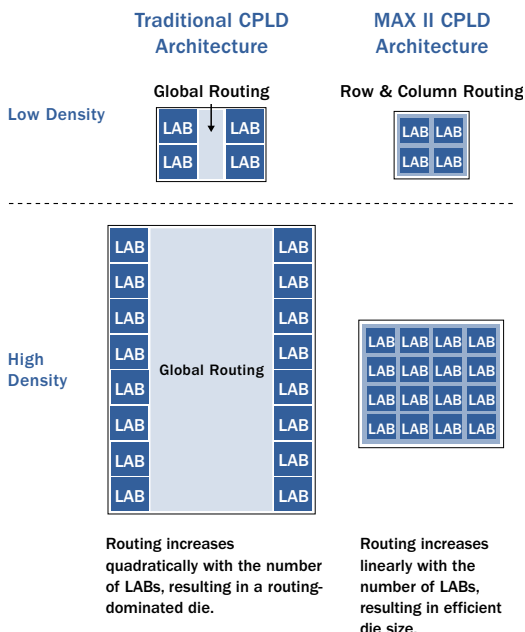 Traditional CPLD
Architecture
MAX II CPLD
Architecture
Low Density
Global Routing
LAB LAB
LAB LAB
Row & Column Routing
LAB LAB
LAB LAB
High
Density
LAB LAB
LAB LAB
LAB LAB
LAB LAB
Global Routing
LAB LAB
LAB LAB
LAB LAB
LAB LAB
LAB LAB LAB LAB
LAB LAB LAB LAB
LAB LAB LAB LAB
LAB LAB LAB LAB
Routing increases
quadratically with the number
of LABs, resulting in a routing-
dominated die.
Routing increases
linearly with the
number of LABs,
resulting in efficient
die size.